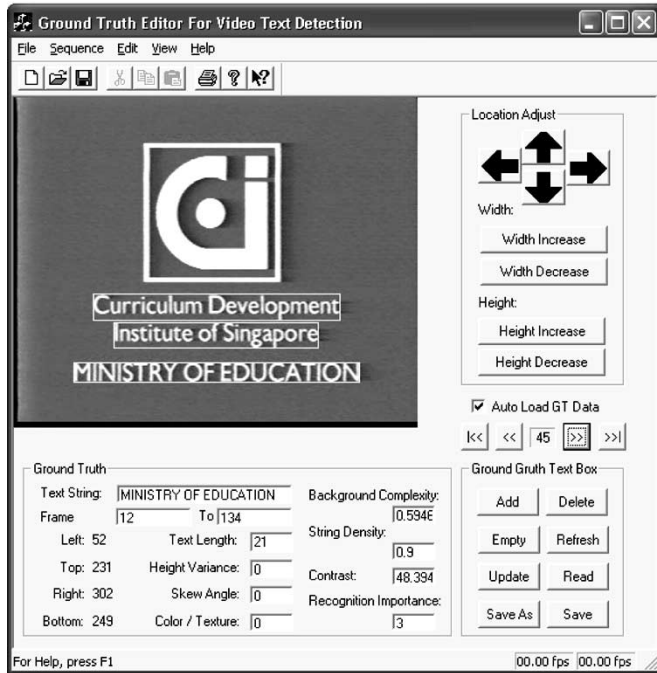 Ground Truth Editor For Video Text Detection
File Sequence Edit View Help
Location Adjust
Width:
Width Increase
Width Decrease
Height:
Height Increase
Height Decrease
Curriculum Development
Institute of Singapore
MINISTRY OF EDUCATION
Auto Load GT Data
|<< << 45 >> >>|
Ground Truth
Text String: MINISTRY OF EDUCATION
Frame 12 To 134
Left: 52 Text Length: 21
Top: 231 Height Variance: 0
Right: 302 Skew Angle: 0
Bottom: 249 Color / Texture: 0
Background Complexity:
0.594
String Density:
0.9
Contrast: 48.394
Recognition Importance:
3
Ground Gruth Text Box
Add Delete
Empty Refresh
Update Read
Save As Save
For Help, press F1 00.00 fps 00.00 fps